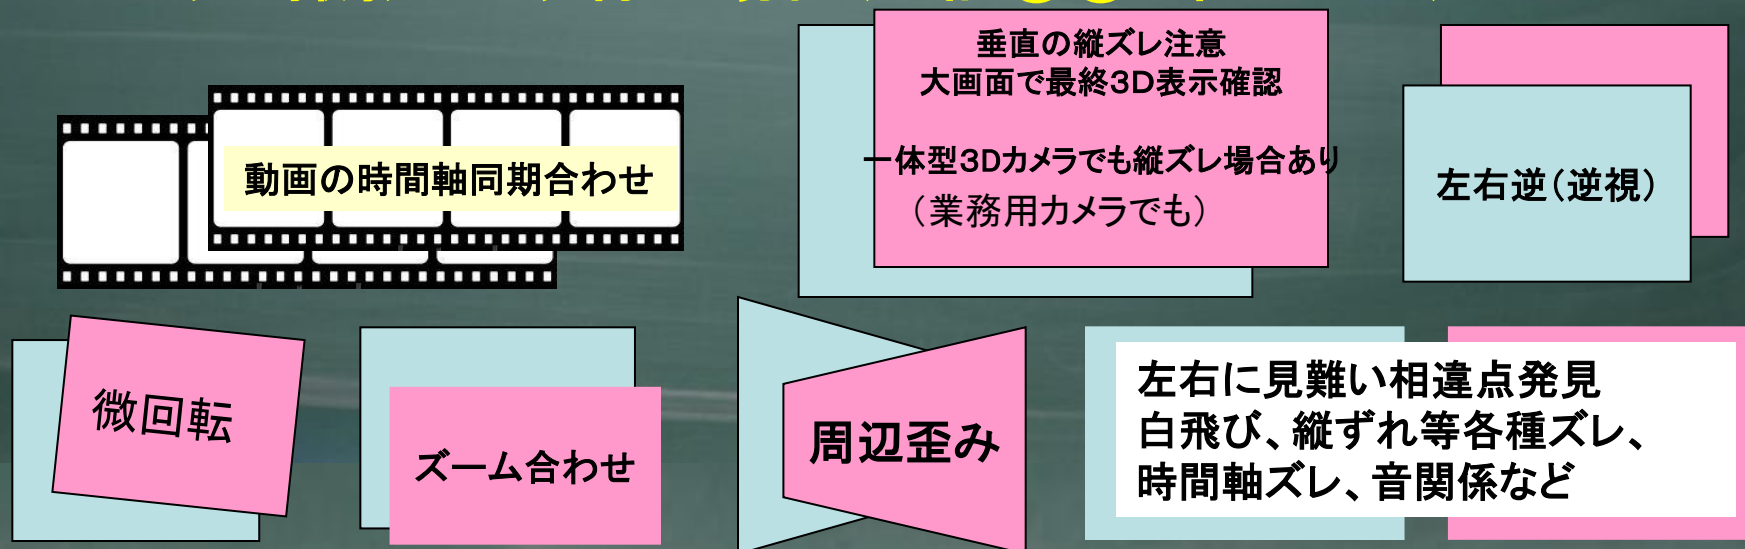 動画の時間軸同期合わせ
垂直の縦ズレ注意
大画面で最終3D表示確認
一体型3Dカメラでも縦ズレ場合あり
（業務用カメラでも）
左右逆（逆視）
微回転
ズーム合わせ
周辺歪み
左右に見難い相違点発見
白飛び、縦ずれ等各種ズレ、
時間軸ズレ、音関係など